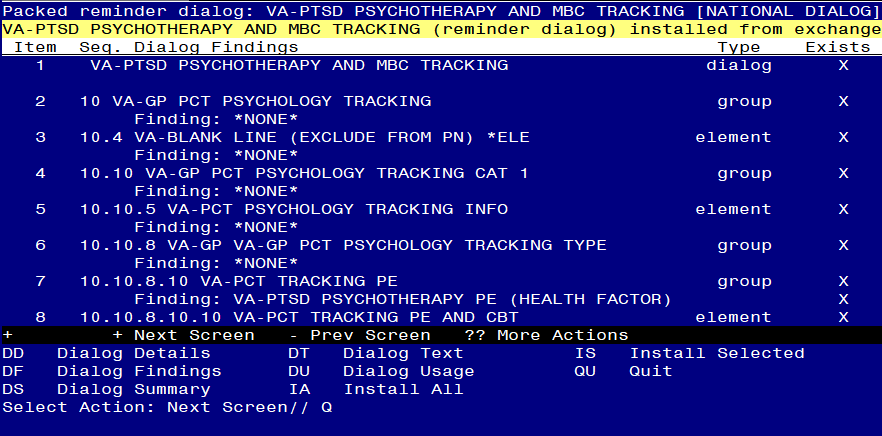 Packed reminder dialog: VA-PTSD PSYCHOTHERAPY AND MBC TRACKING [NATIONAL DIALOG]
VA-PTSD PSYCHOTHERAPY AND MBC TRACKING (reminder dialog) installed from exchange
Item  Seq. Dialog Findings  Type  Exists
1  VA-PTSD PSYCHOTHERAPY AND MBC TRACKING  dialog  X
2  10 VA-GP PCT PSYCHOLOGY TRACKING  group  X
Finding: *NONE*
3  10.4 VA-BLANK LINE (EXCLUDE FROM PN) *ELE  element  X
Finding: *NONE*
4  10.10 VA-GP PCT PSYCHOLOGY TRACKING CAT 1  group  X
Finding: *NONE*
5  10.10.5 VA-PCT PSYCHOLOGY TRACKING INFO  element  X
Finding: *NONE*
6  10.10.8 VA-GP VA-GP PCT PSYCHOLOGY TRACKING TYPE  group  X
Finding: *NONE*
7  10.10.8.10 VA-PCT TRACKING PE  group  X
Finding: VA-PTSD PSYCHOTHERAPY PE (HEALTH FACTOR)  X
8  10.10.8.10.10 VA-PCT TRACKING PE AND CBT  element  X
+  + Next Screen  - Prev Screen  ?? More Actions
DD  Dialog Details  DT  Dialog Text  IS  Install Selected
DF  Dialog Findings  DU  Dialog Usage  QU  Quit
DS  Dialog Summary  IA  Install All
Select Action: Next Screen// Q